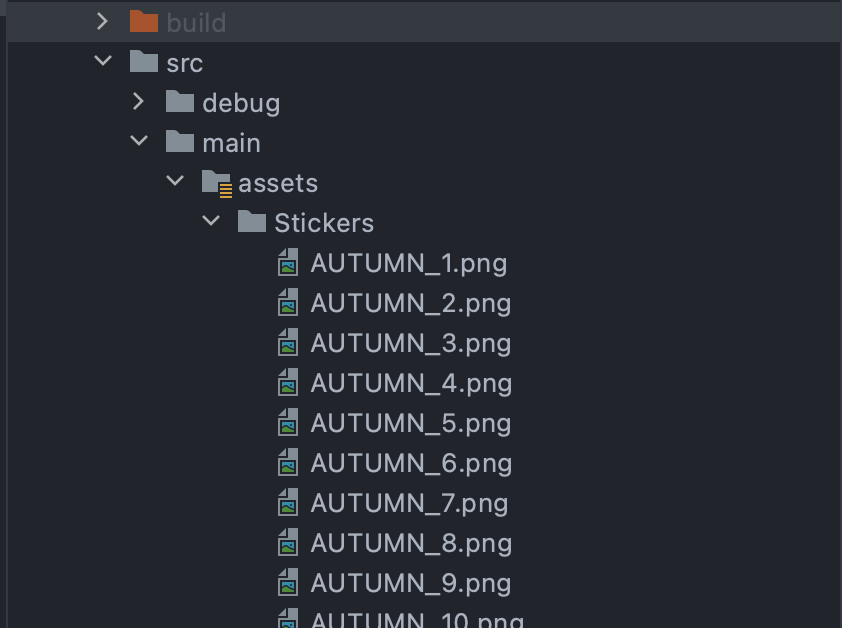 build
src
debug
main
assets
Stickers
AUTUMN_1.png
AUTUMN_2.png
AUTUMN_3.png
AUTUMN_4.png
AUTUMN_5.png
AUTUMN_6.png
AUTUMN_7.png
AUTUMN_8.png
AUTUMN_9.png
AUTUMN_10.png